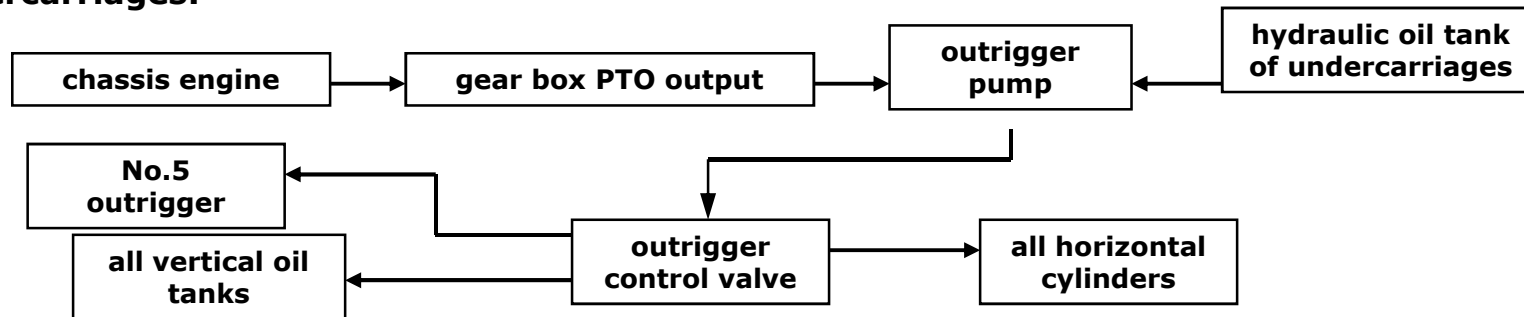 chassis engine
gear box PTO output
outrigger
pump
hydraulic oil tank
of undercarriages
No.5
outrigger
all vertical oil
tanks
outrigger
control valve
all horizontal
cylinders